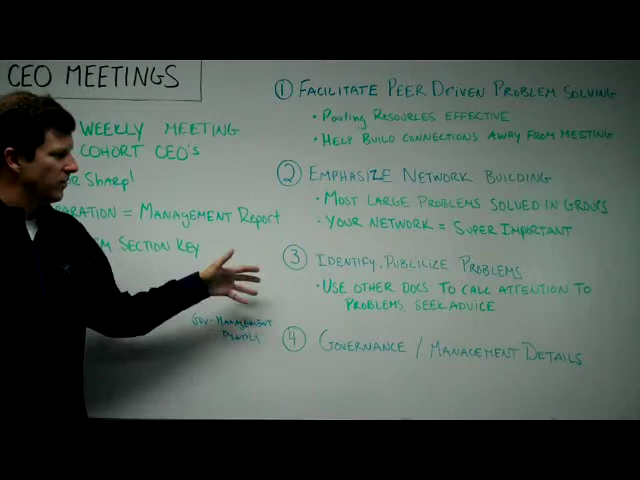 CEO MEETINGS
WEEKLY MEETING
COHORT CEO'S
SHARP!
= MANAGEMENT REPORT
SECTION KEY
GOV-MANAGEMENT
DETAILS
① FACILITATE PEER DRIVEN PROBLEM SOLVING
• POOLING RESOURCES EFFECTIVE
• HELP BUILD CONNECTIONS AWAY FROM MEETING
② EMPHASIZE NETWORK BUILDING
• MOST LARGE PROBLEMS SOLVED IN GROUPS
• YOUR NETWORK = SUPER IMPORTANT
③ IDENTIFY, PUBLICIZE PROBLEMS
• USE OTHER DOCS TO CALL ATTENTION TO
PROBLEMS, SEEK ADVICE
④ GOVERNANCE / MANAGEMENT DETAILS